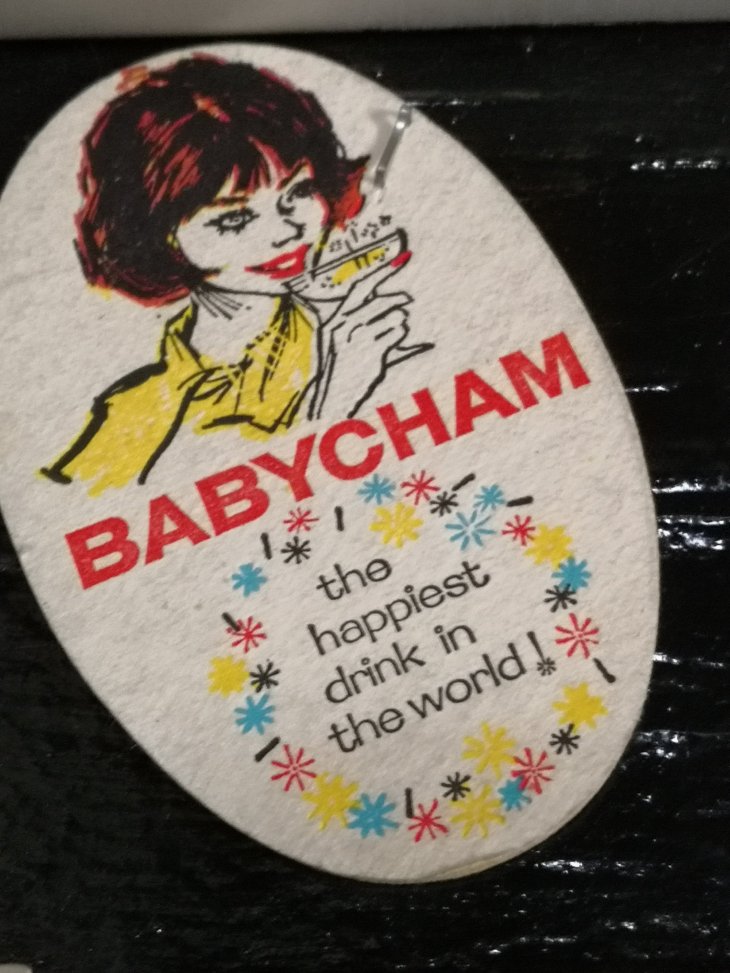 BABYCHAM
the
happiest
drink in
the world!